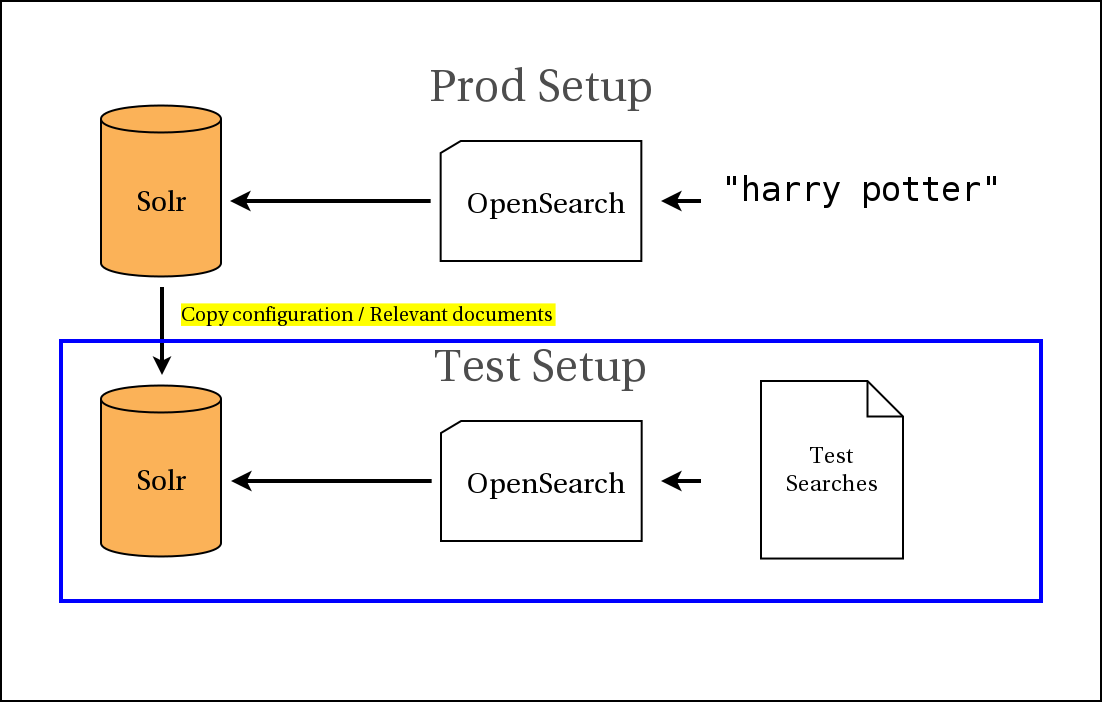 Prod Setup
Solr
OpenSearch
"harry potter"
Copy configuration / Relevant documents
Test Setup
Solr
OpenSearch
Test
Searches